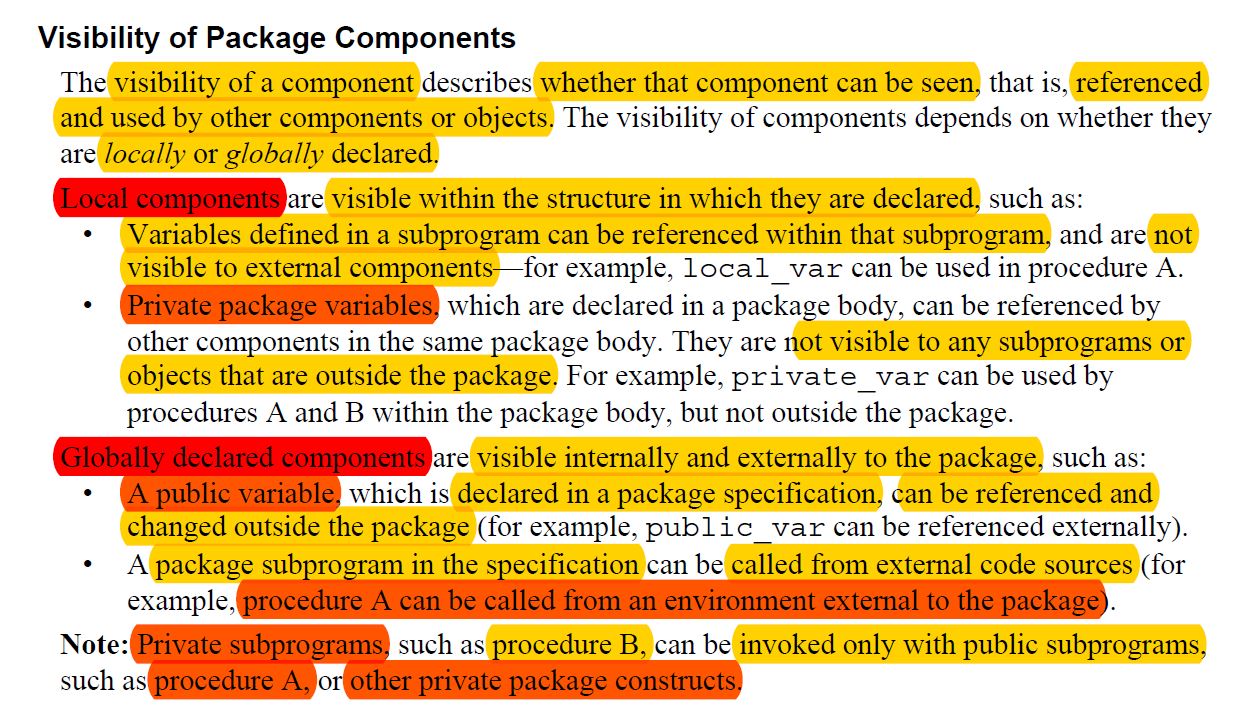 Visibility of Package Components
The visibility of a component describes whether that component can be seen, that is, referenced
and used by other components or objects. The visibility of components depends on whether they
are locally or globally declared.
Local components are visible within the structure in which they are declared, such as:
• Variables defined in a subprogram can be referenced within that subprogram, and are not
visible to external components—for example, local_var can be used in procedure A.
• Private package variables, which are declared in a package body, can be referenced by
other components in the same package body. They are not visible to any subprograms or
objects that are outside the package. For example, private_var can be used by
procedures A and B within the package body, but not outside the package.
Globally declared components are visible internally and externally to the package, such as:
• A public variable, which is declared in a package specification, can be referenced and
changed outside the package (for example, public_var can be referenced externally).
• A package subprogram in the specification can be called from external code sources (for
example, procedure A can be called from an environment external to the package).
Note: Private subprograms, such as procedure B, can be invoked only with public subprograms,
such as procedure A, or other private package constructs.